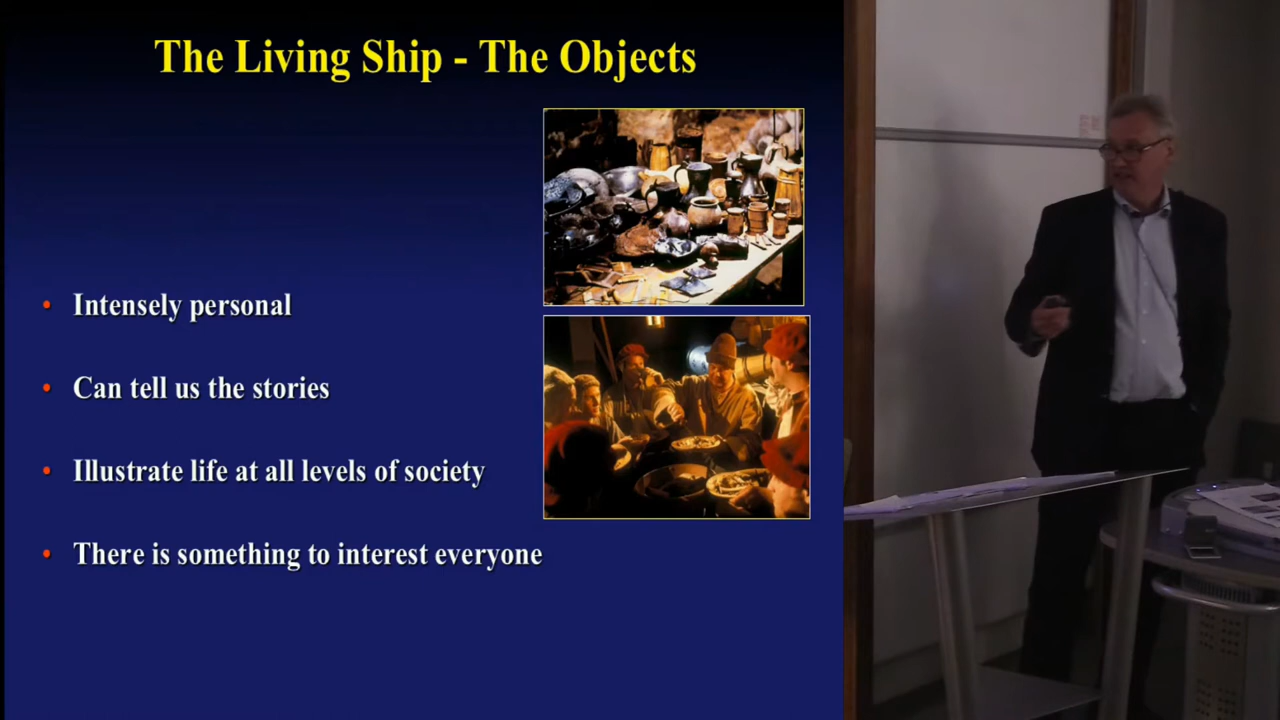 The Living Ship - The Objects
• Intensely personal
• Can tell us the stories
• Illustrate life at all levels of society
• There is something to interest everyone